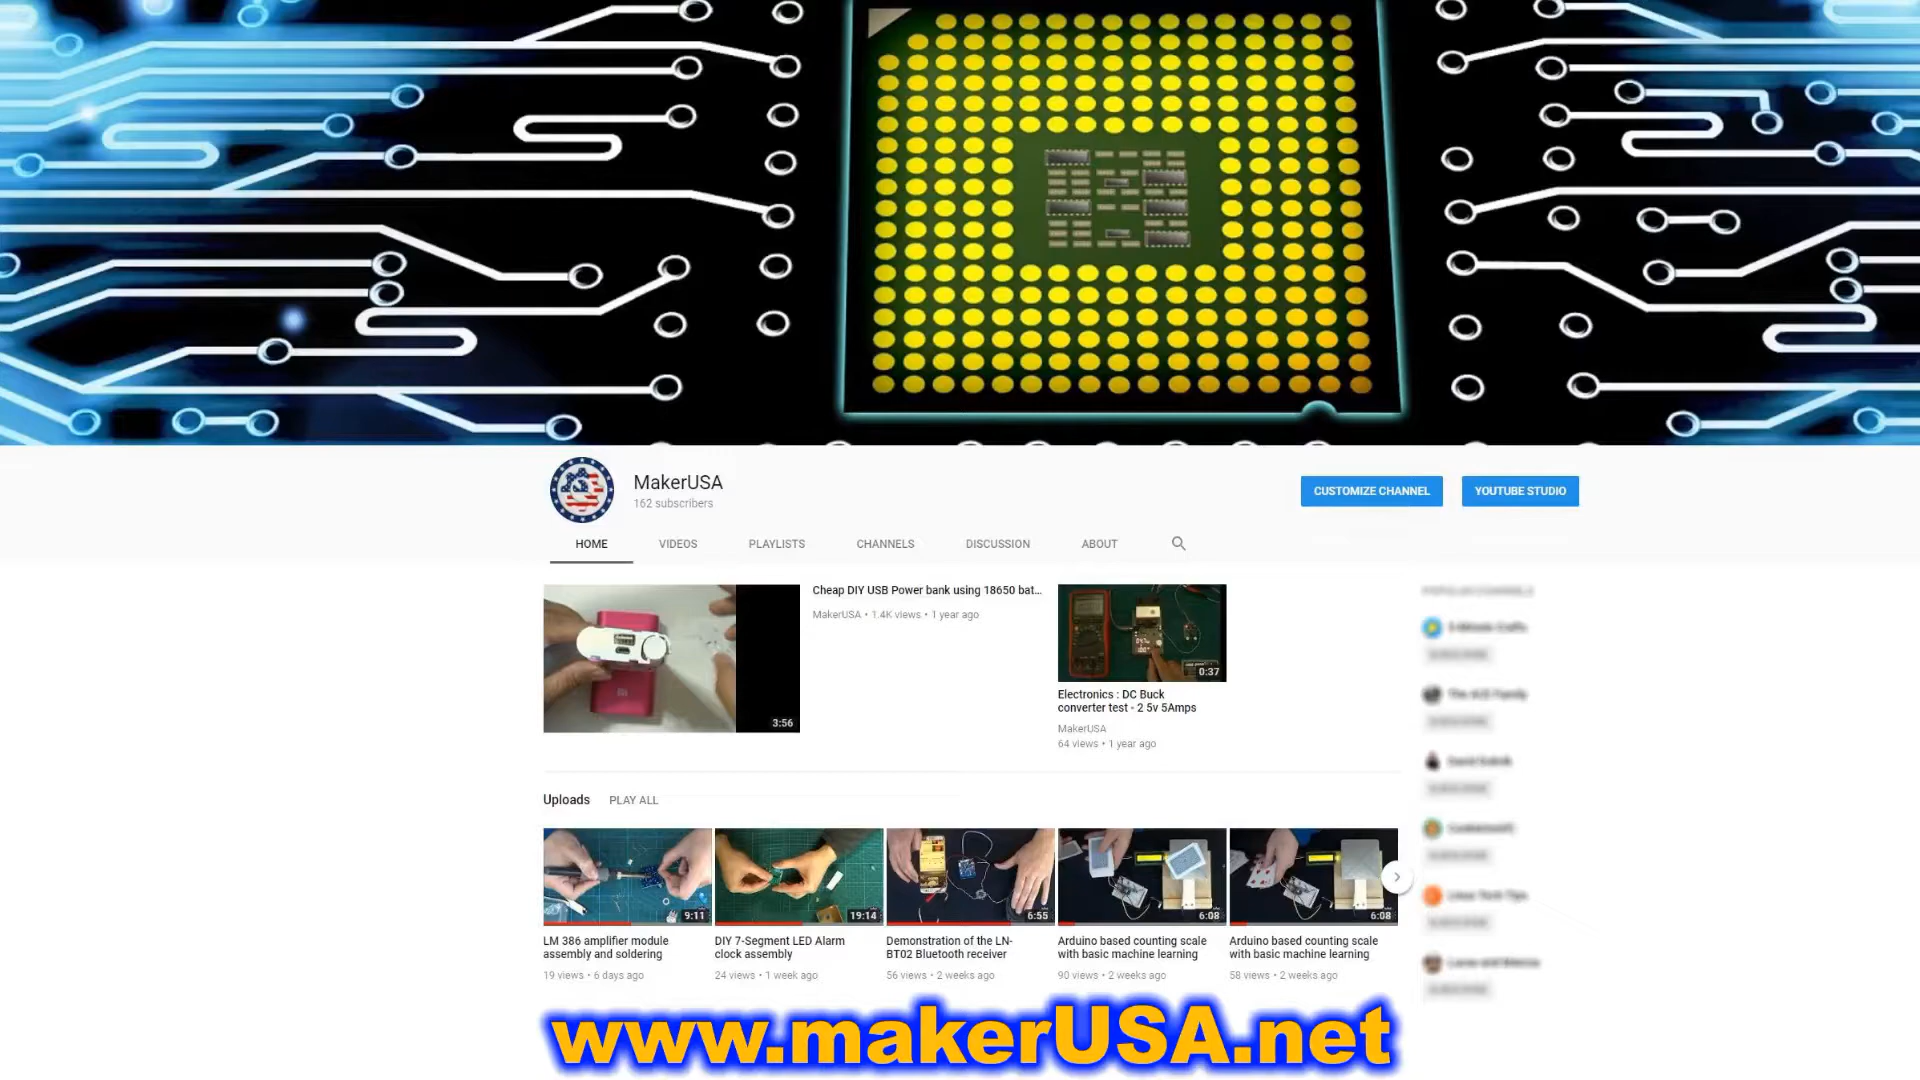 MakerUSA
162 subscribers
CUSTOMIZE CHANNEL
YOUTUBE STUDIO
HOME
VIDEOS
PLAYLISTS
CHANNELS
DISCUSSION
ABOUT
3:56
Cheap DIY USB Power bank using 18650 bat...
MakerUSA • 1.4K views • 1 year ago
0:37
Electronics : DC Buck
converter test - 2 5v 5Amps
MakerUSA
64 views • 1 year ago
Uploads
PLAY ALL
9:11
LM 386 amplifier module
assembly and soldering
19 views • 6 days ago
19:14
DIY 7-Segment LED Alarm
clock assembly
24 views • 1 week ago
6:55
Demonstration of the LN-
BT02 Bluetooth receiver
56 views • 2 weeks ago
6:08
Arduino based counting scale
with basic machine learning
90 views • 2 weeks ago
6:08
Arduino based counting scale
with basic machine learning
58 views • 2 weeks ago
www.makerUSA.net